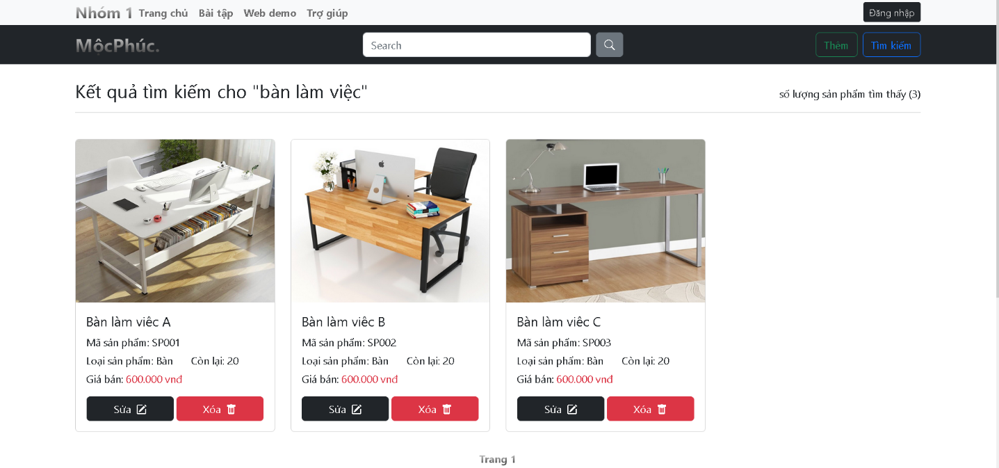 Nhóm 1 Trang chủ Bài tập Web demo Trợ giúp Đăng nhập
MộcPhúc. Search Thêm Tìm kiếm
Kết quả tìm kiếm cho "bàn làm việc" số lượng sản phẩm tìm thấy (3)
Bàn làm viêc A
Mã sản phẩm: SP001
Loại sản phẩm: Bàn Còn lại: 20
Giá bán: 600.000 vnđ
Sửa Xóa
Bàn làm viêc B
Mã sản phẩm: SP002
Loại sản phẩm: Bàn Còn lại: 20
Giá bán: 600.000 vnđ
Sửa Xóa
Bàn làm viêc C
Mã sản phẩm: SP003
Loại sản phẩm: Bàn Còn lại: 20
Giá bán: 600.000 vnđ
Sửa Xóa
Trang 1